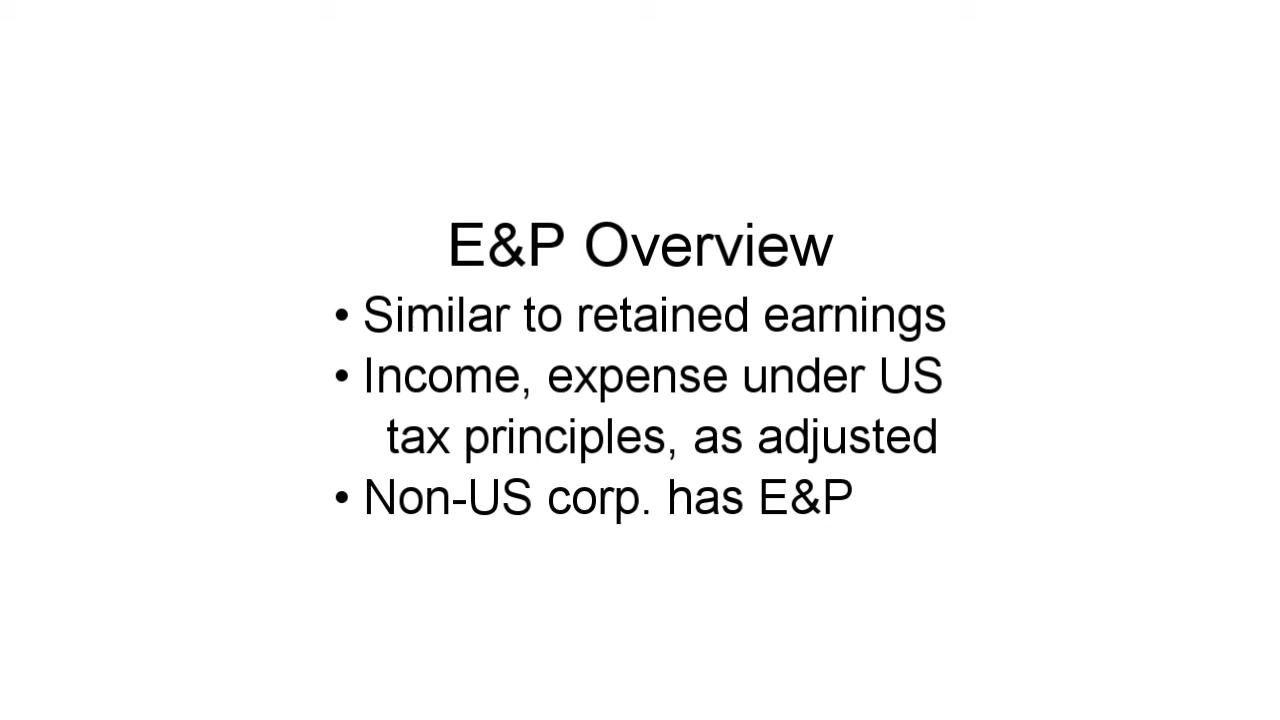 E&P Overview
• Similar to retained earnings
• Income, expense under US
tax principles, as adjusted
• Non-US corp. has E&P